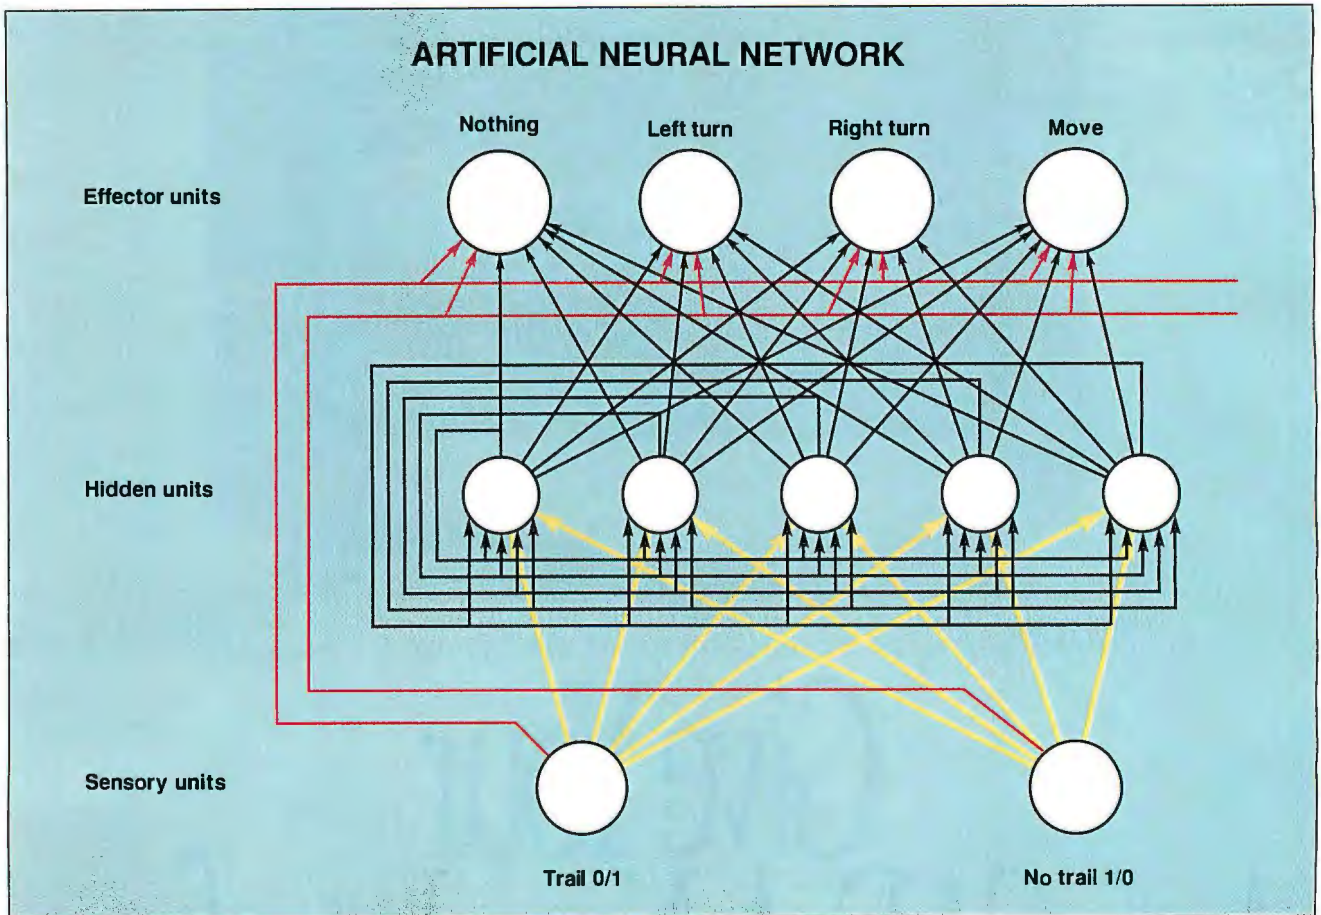 ARTIFICIAL NEURAL NETWORK
Nothing
Left turn
Right turn
Move
Effector units
Hidden units
Sensory units
Trail 0/1
No trail 1/0